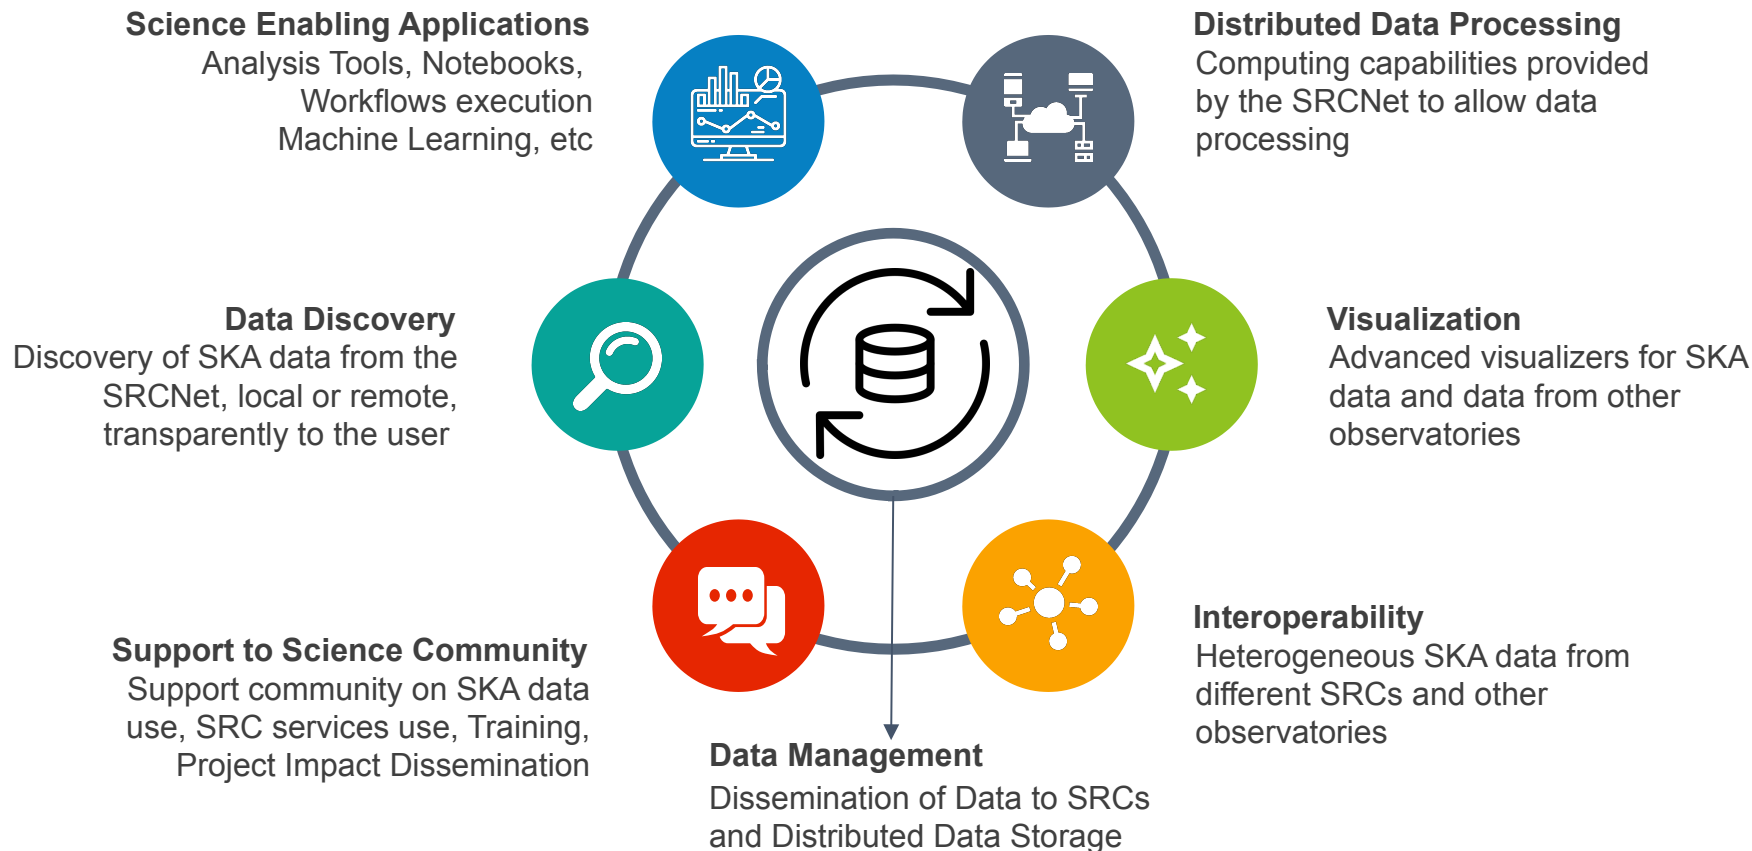 Science Enabling Applications
Analysis Tools, Notebooks,
Workflows execution
Machine Learning, etc
Distributed Data Processing
Computing capabilities provided
by the SRCNet to allow data
processing
Data Discovery
Discovery of SKA data from the
SRCNet, local or remote,
transparently to the user
Visualization
Advanced visualizers for SKA
data and data from other
observatories
Support to Science Community
Support community on SKA data
use, SRC services use, Training,
Project Impact Dissemination
Interoperability
Heterogeneous SKA data from
different SRCs and other
observatories
Data Management
Dissemination of Data to SRCs
and Distributed Data Storage